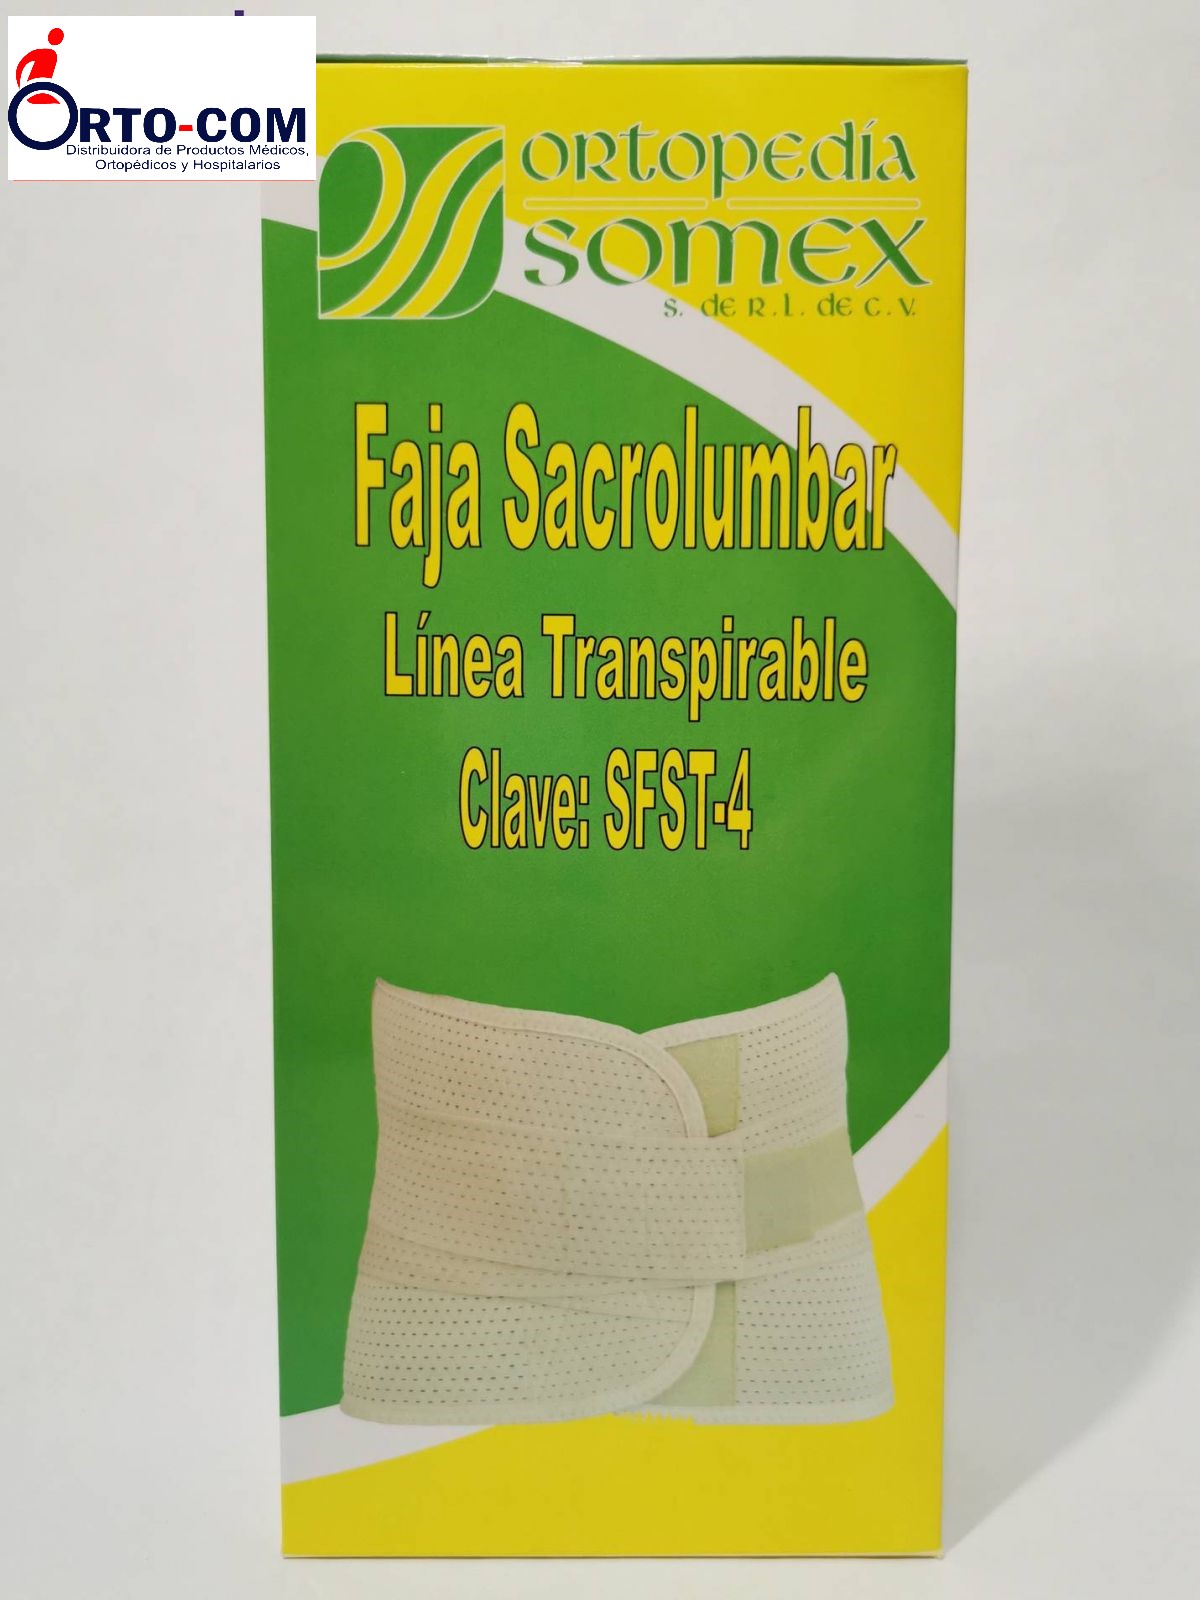 ORTO-COM
Distribuidora de Productos Médicos,
Ortopédicos y Hospitalarios
ORTOPEDÍA
SOMEX
S. DE R.L. DE C.V.
Faja Sacrolumbar
Línea Transpirable
Clave: SFST-4